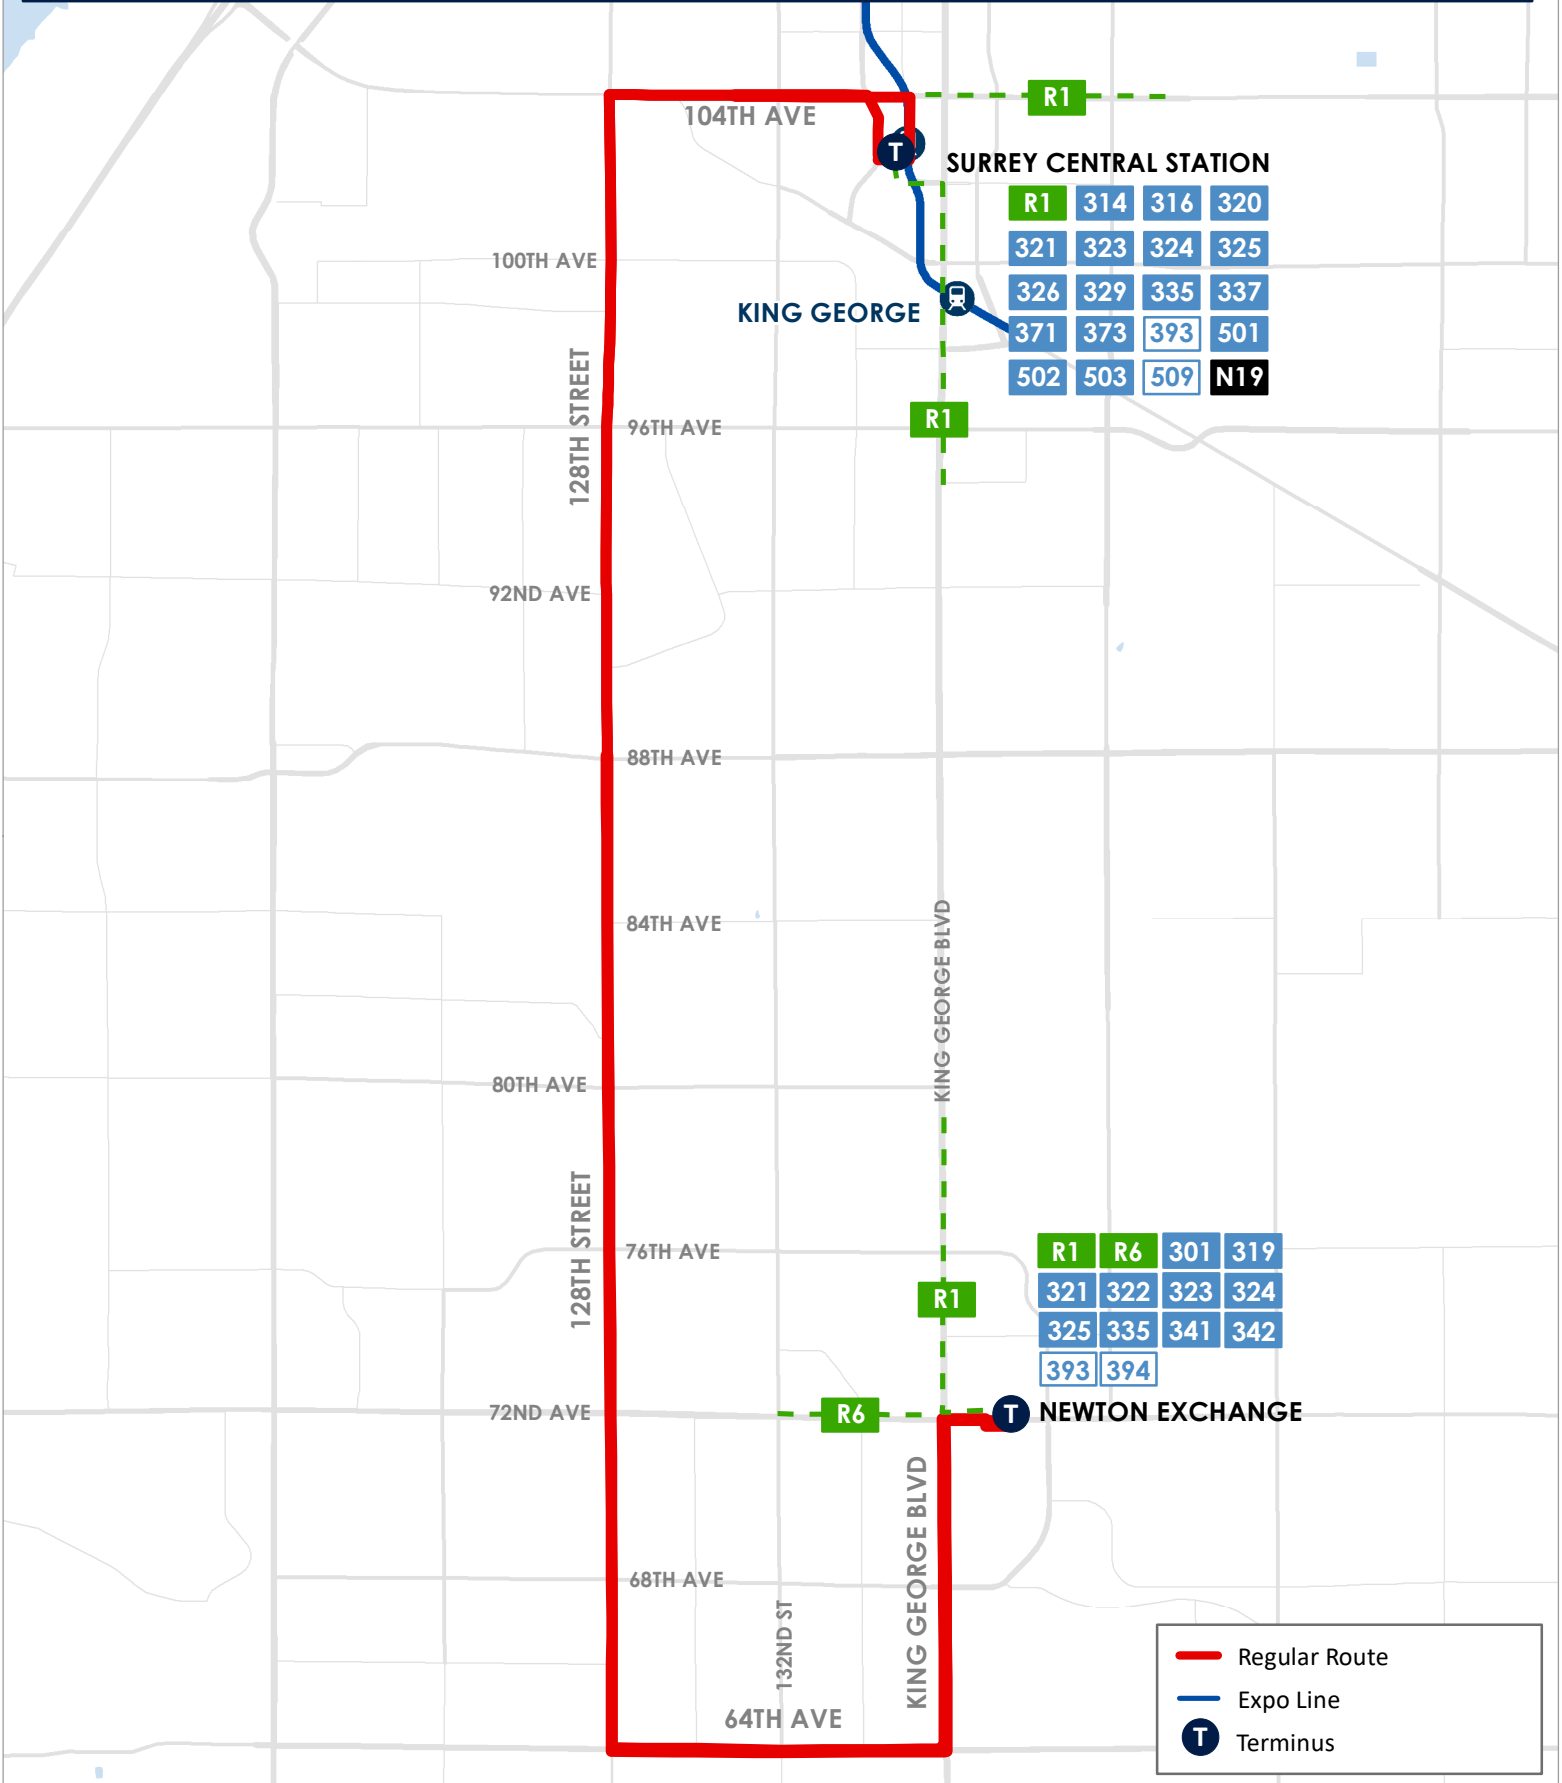 R1
104TH AVE
T
SURREY CENTRAL STATION
R1 314 316 320
321 323 324 325
326 329 335 337
371 373 393 501
502 503 509 N19
100TH AVE
KING GEORGE
128TH STREET
96TH AVE
R1
92ND AVE
88TH AVE
84TH AVE
KING GEORGE BLVD
80TH AVE
128TH STREET
76TH AVE
R1
R1 R6 301 319
321 322 323 324
325 335 341 342
393 394
72ND AVE
R6
T
NEWTON EXCHANGE
KING GEORGE BLVD
68TH AVE
132ND ST
64TH AVE
Regular Route
Expo Line
T Terminus